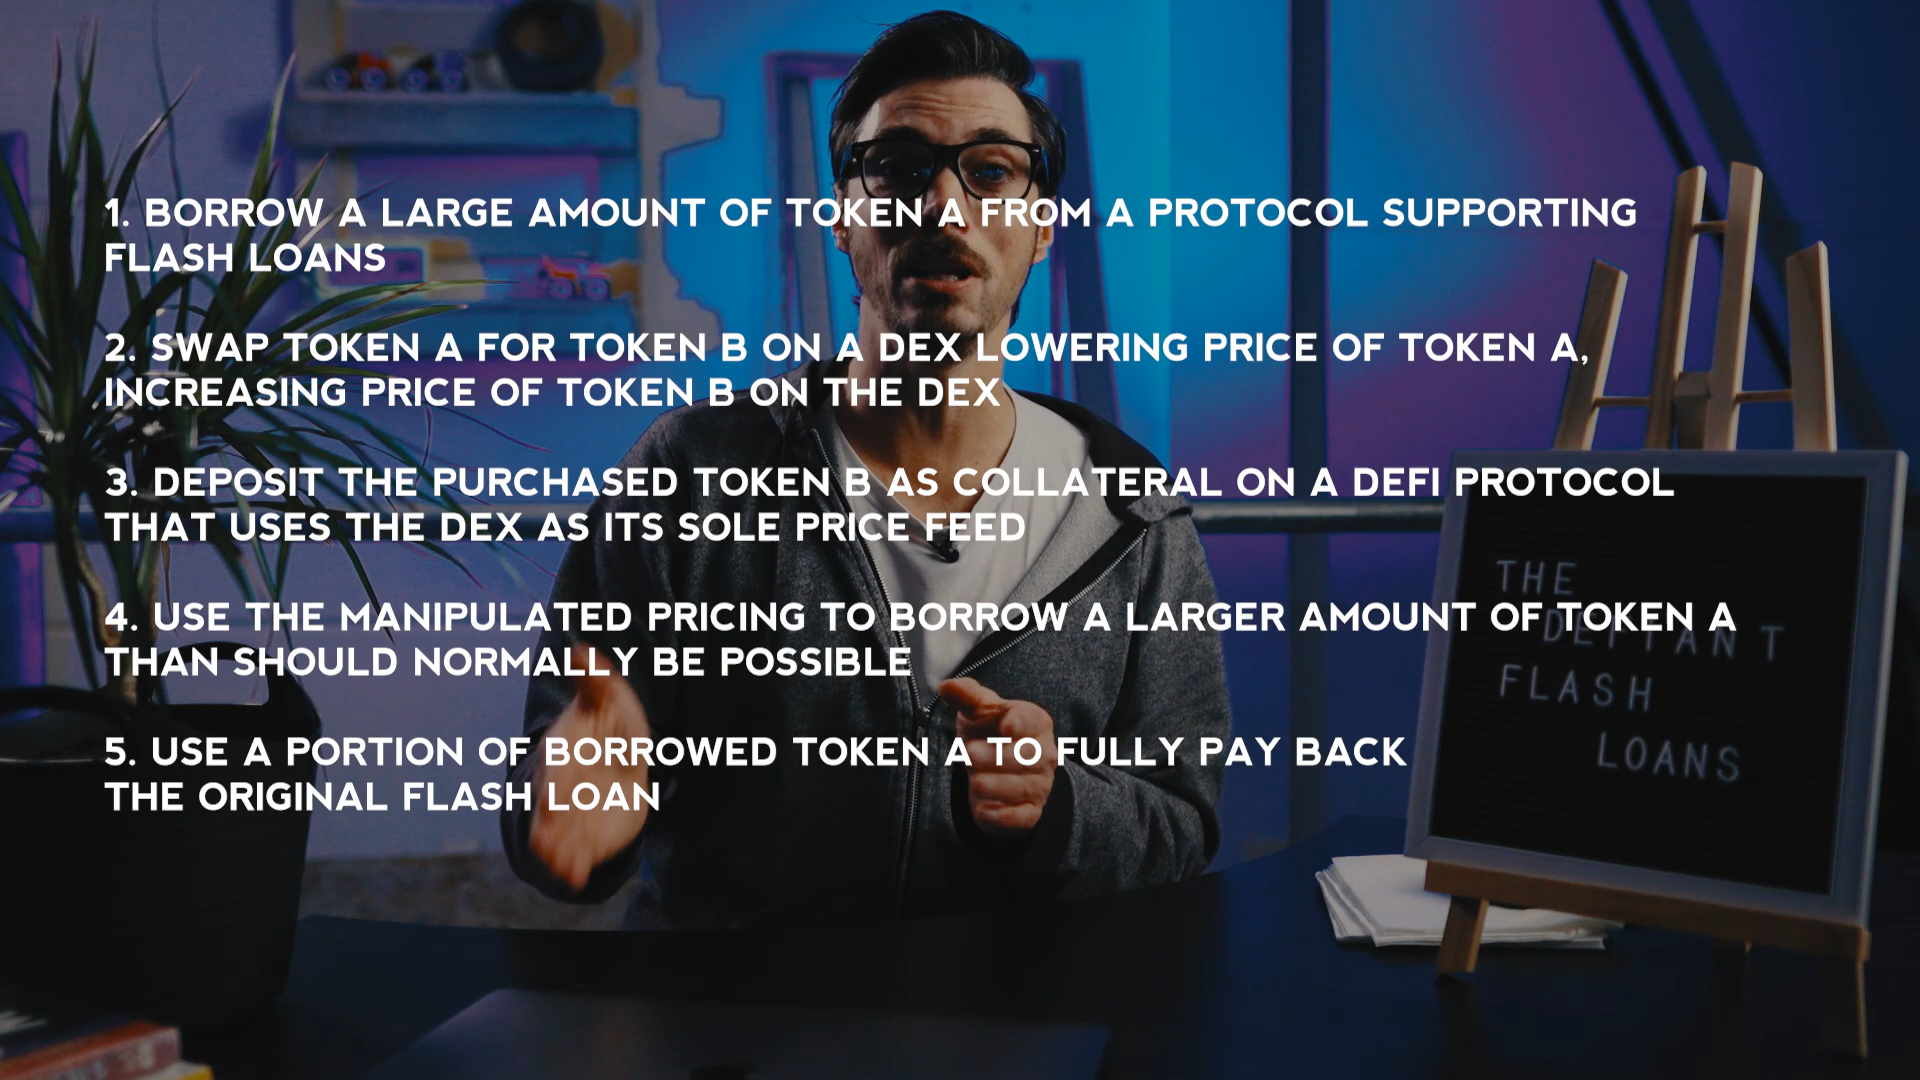 1. BORROW A LARGE AMOUNT OF TOKEN A FROM A PROTOCOL SUPPORTING
FLASH LOANS
2. SWAP TOKEN A FOR TOKEN B ON A DEX LOWERING PRICE OF TOKEN A,
INCREASING PRICE OF TOKEN B ON THE DEX
3. DEPOSIT THE PURCHASED TOKEN B AS COLLATERAL ON A DEFI PROTOCOL
THAT USES THE DEX AS ITS SOLE PRICE FEED
4. USE THE MANIPULATED PRICING TO BORROW A LARGER AMOUNT OF TOKEN A
THAN SHOULD NORMALLY BE POSSIBLE
5. USE A PORTION OF BORROWED TOKEN A TO FULLY PAY BACK
THE ORIGINAL FLASH LOAN
THE
DEFIANT
FLASH
LOANS